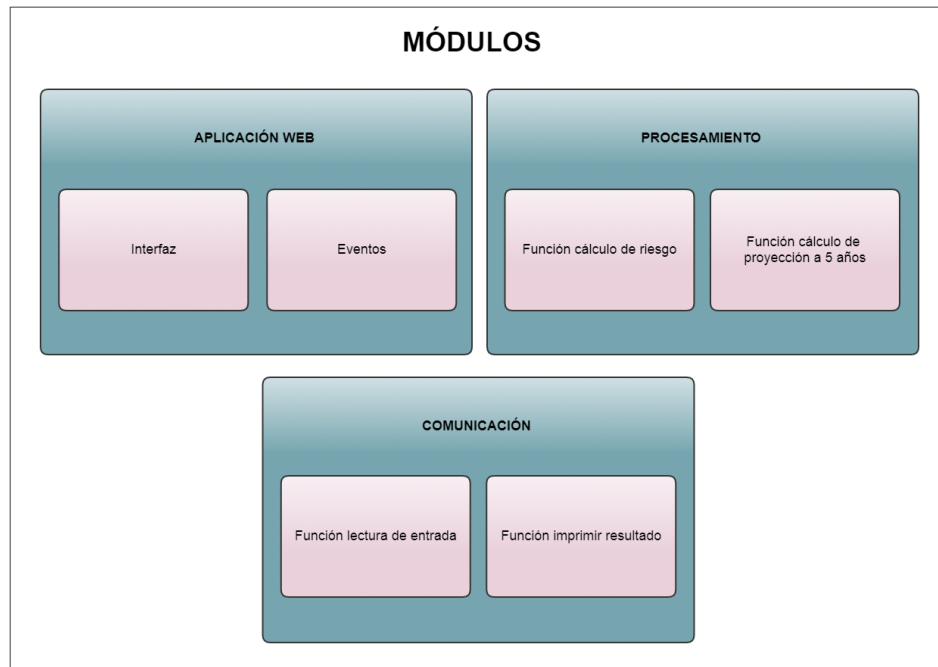 MÓDULOS
APLICACIÓN WEB
Interfaz
Eventos
PROCESAMIENTO
Función cálculo de riesgo
Función cálculo de
proyección a 5 años
COMUNICACIÓN
Función lectura de entrada
Función imprimir resultado